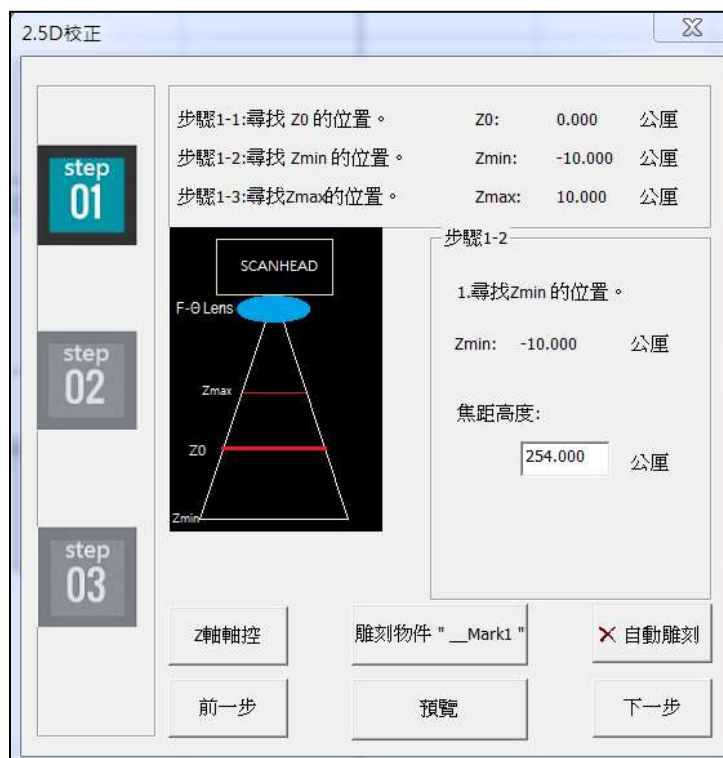 2.5D校正
step
01
step
02
step
03
步驟1-1:尋找 Z0 的位置。 Z0: 0.000 公厘
步驟1-2:尋找 Zmin 的位置。 Zmin: -10.000 公厘
步驟1-3:尋找Zmax的位置。 Zmax: 10.000 公厘
SCANHEAD
F-Θ Lens
Zmax
Z0
Zmin
步驟1-2
1.尋找Zmin 的位置。
Zmin: -10.000 公厘
焦距高度:
254.000 公厘
Z軸軸控
雕刻物件 " __Mark1 "
自動雕刻
前一步
預覽
下一步